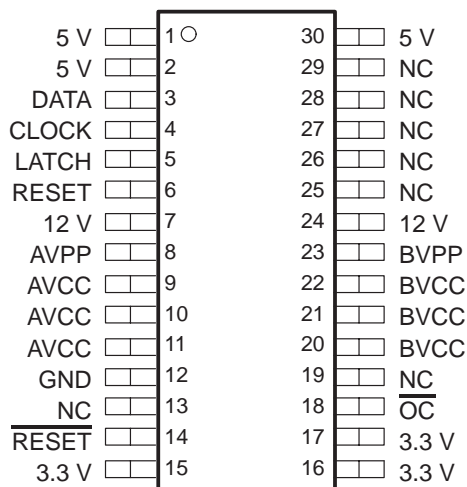 5 V 1 30 5 V
5 V 2 29 NC
DATA 3 28 NC
CLOCK 4 27 NC
LATCH 5 26 NC
RESET 6 25 NC
12 V 7 24 12 V
AVPP 8 23 BVPP
AVCC 9 22 BVCC
AVCC 10 21 BVCC
AVCC 11 20 BVCC
GND 12 19 NC
NC 13 18 O̅C̅
R̅E̅S̅E̅T̅ 14 17 3.3 V
3.3 V 15 16 3.3 V